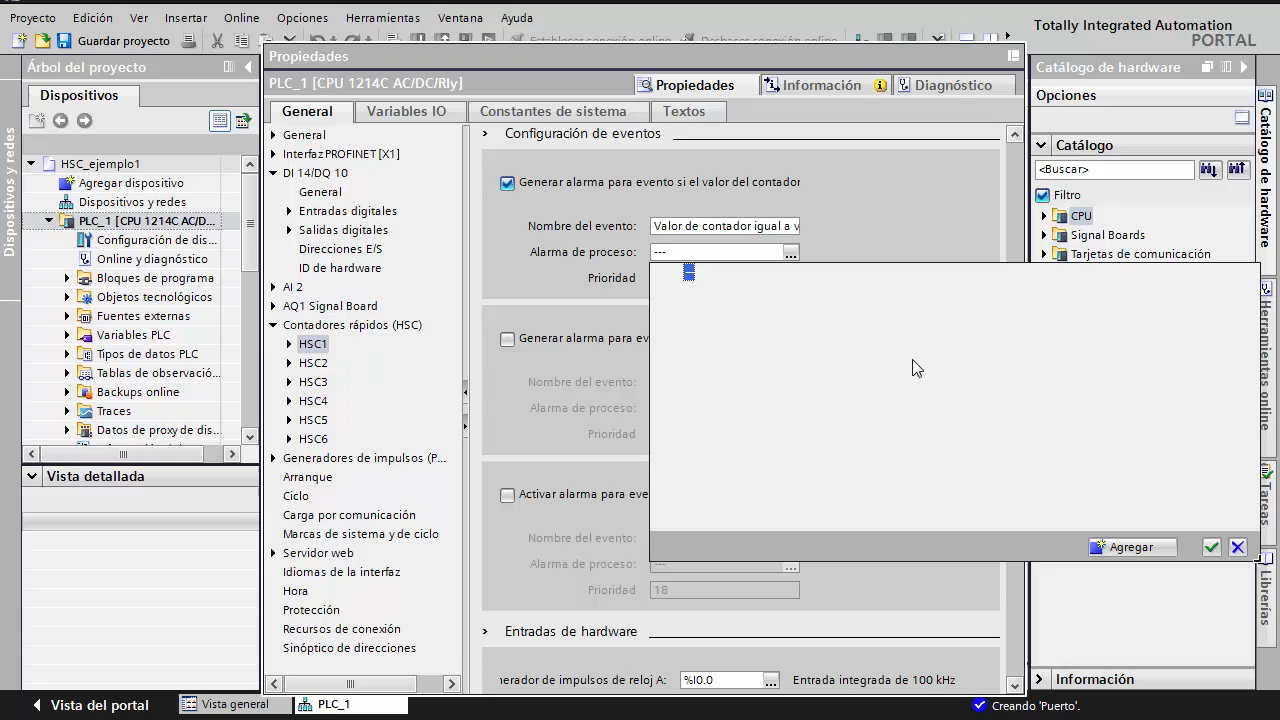 Proyecto Edición Ver Insertar Online Opciones Herramientas Ventana Ayuda
Totally Integrated Automation
PORTAL
Guardar proyecto
Establecer conexión online
Deshacer conexión online
Árbol del proyecto
Dispositivos
Dispositivos y redes
HSC_ejemplo1
Agregar dispositivo
Dispositivos y redes
PLC_1 [CPU 1214C AC/D...
Configuración de dis...
Online y diagnóstico
Bloques de programa
Objetos tecnológicos
Fuentes externas
Variables PLC
Tipos de datos PLC
Tablas de observació...
Backups online
Traces
Datos de proxy de dis...
Vista detallada
Propiedades
PLC_1 [CPU 1214C AC/DC/Rly]
Propiedades Información Diagnóstico
General Variables IO Constantes de sistema Textos
General
Interfaz PROFINET [X1]
DI 14/DQ 10
General
Entradas digitales
Salidas digitales
Direcciones E/S
ID de hardware
AI 2
AQ1 Signal Board
Contadores rápidos (HSC)
HSC1
HSC2
HSC3
HSC4
HSC5
HSC6
Generadores de impulsos (P...
Arranque
Ciclo
Carga por comunicación
Marcas de sistema y de ciclo
Servidor web
Idiomas de la interfaz
Hora
Protección
Recursos de conexión
Sinóptico de direcciones
Configuración de eventos
Generar alarma para evento si el valor del contador
Nombre del evento: Valor de contador igual a v
Alarma de proceso: --- ...
Prioridad
Generar alarma para ev
Nombre del evento:
Alarma de proceso:
Prioridad
Activar alarma para eve
Nombre del evento:
Alarma de proceso: --- ...
Prioridad 18
Agregar
Entradas de hardware
nerador de impulsos de reloj A: %I0.0 ... Entrada integrada de 100 kHz
Catálogo de hardware
Opciones
Catálogo
<Buscar>
Filtro
CPU
Signal Boards
Tarjetas de comunicación
Información
Catálogo de hardware
Herramientas online
Tareas
Librerías
Vista del portal
Vista general
PLC_1
Creando 'Puerto'.